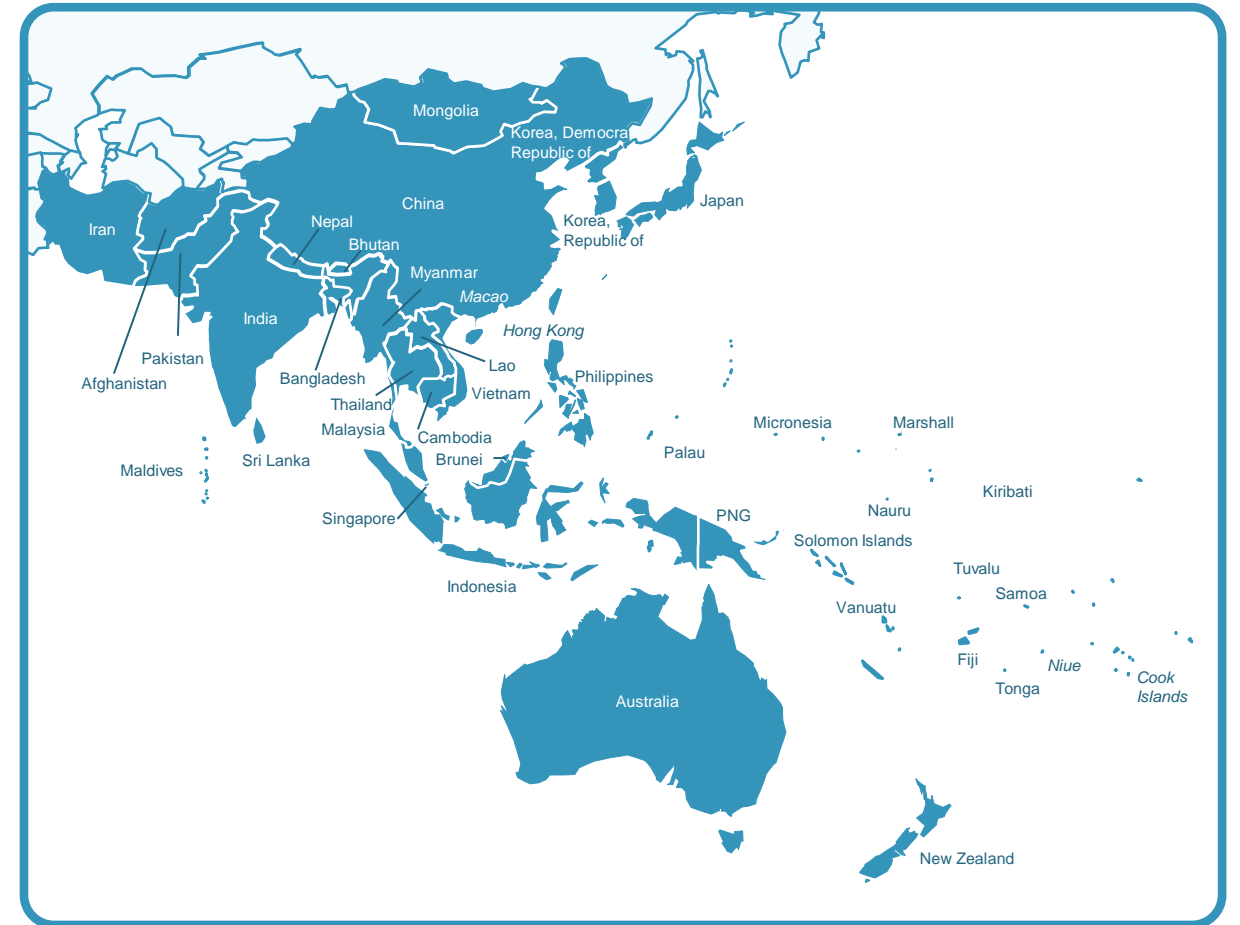 Mongolia
Korea, Democra
Republic of
China
Japan
Iran
Nepal
Korea,
Republic of
Bhutan
Myanmar
Macao
India
Hong Kong
Pakistan
Lao
Afghanistan
Bangladesh
Philippines
Thailand
Vietnam
Malaysia
Cambodia
Micronesia
Marshall
Brunei
Palau
Maldives
Sri Lanka
Kiribati
Singapore
PNG
Nauru
Solomon Islands
Indonesia
Tuvalu
Samoa
Vanuatu
Fiji
Niue
Cook
Islands
Tonga
Australia
New Zealand